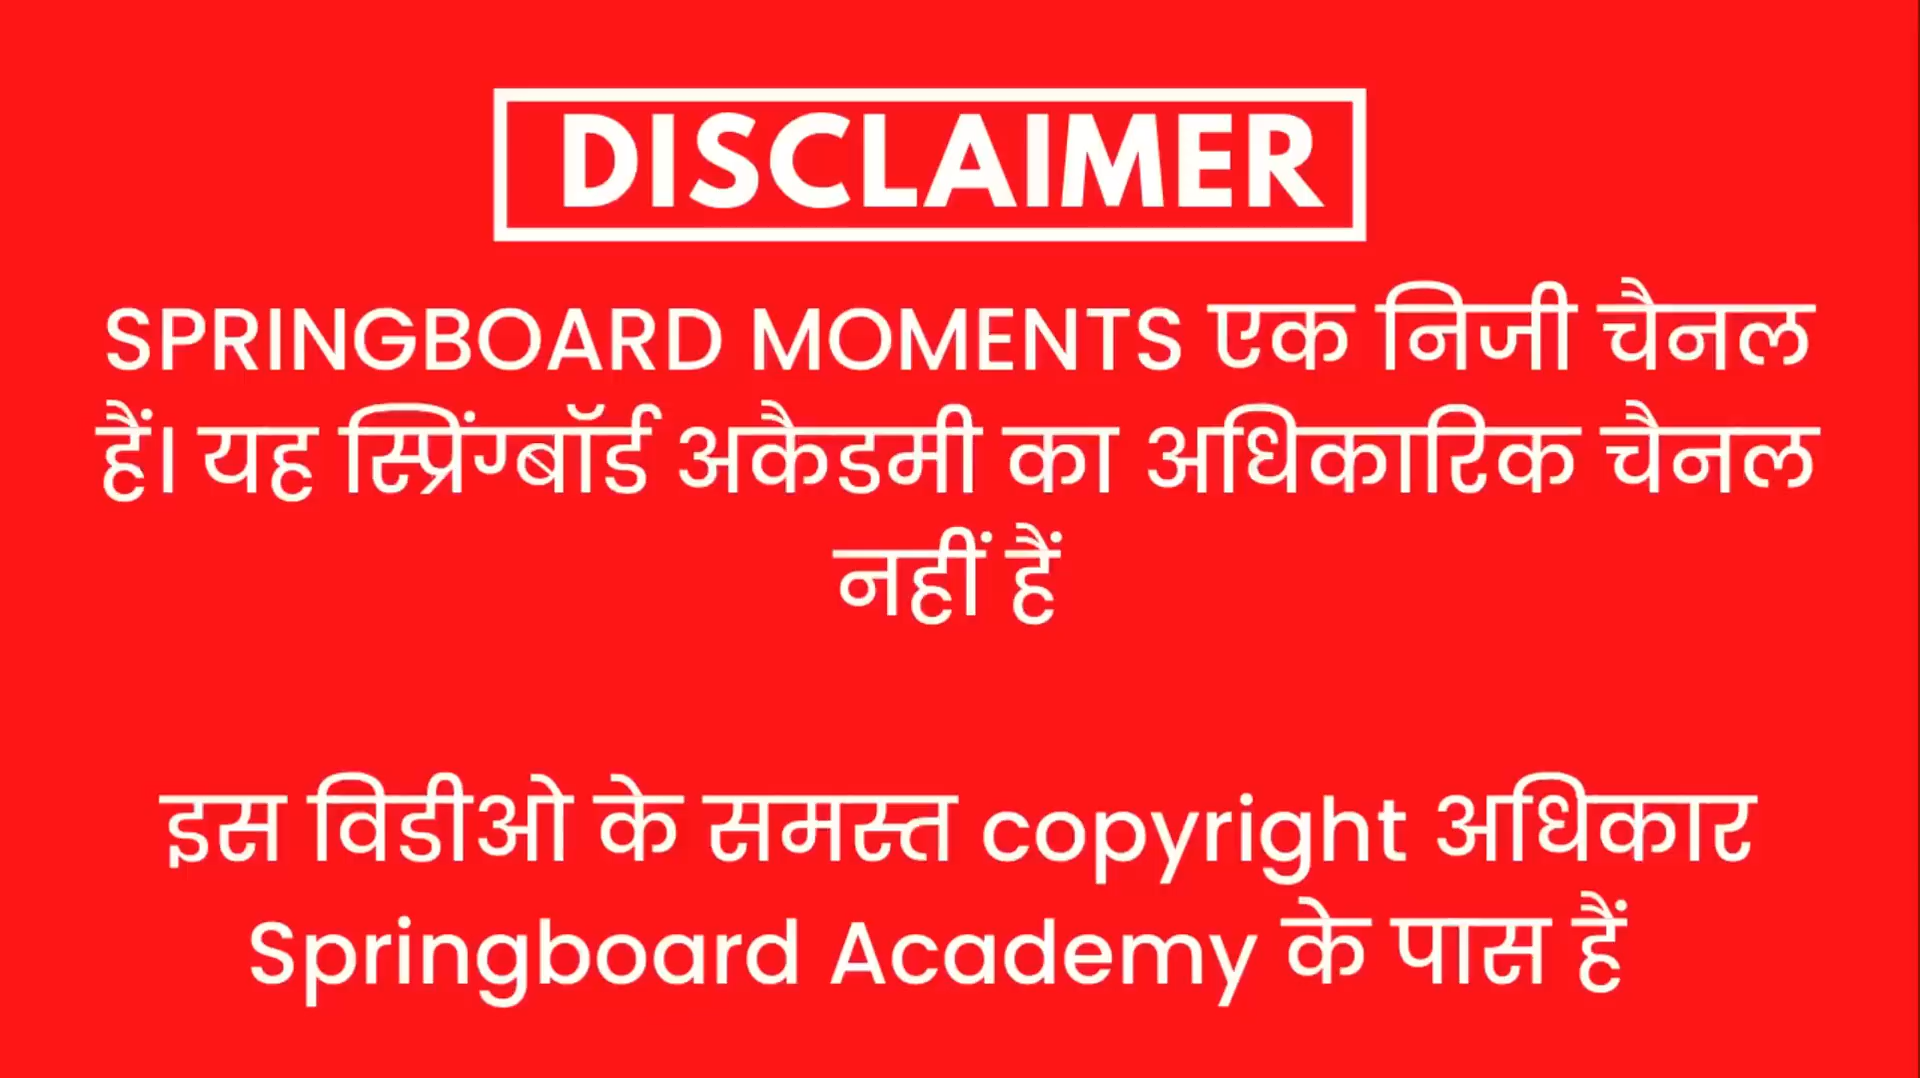 DISCLAIMER
SPRINGBOARD MOMENTS एक निजी चैनल
हैं। यह स्प्रिंग्बॉर्ड अकैडमी का अधिकारिक चैनल
नहीं हैं
इस विडीओ के समस्त copyright अधिकार
Springboard Academy के पास हैं